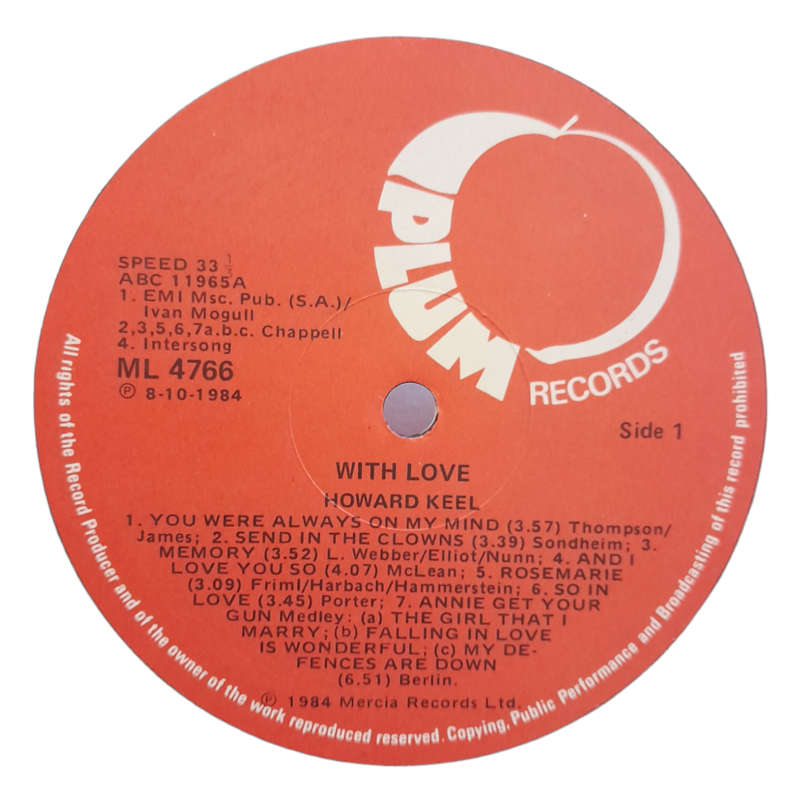 PLUM
RECORDS
SPEED 33 1/3
ABC 11965A
1. EMI Msc. Pub. (S.A.)/
Ivan Mogull
2,3,5,6,7a.b.c. Chappell
4. Intersong
ML 4766
Ⓟ 8-10-1984
Side 1
WITH LOVE
HOWARD KEEL
1. YOU WERE ALWAYS ON MY MIND (3.57) Thompson/
James; 2. SEND IN THE CLOWNS (3.39) Sondheim; 3.
MEMORY (3.52) L. Webber/Elliot/Nunn; 4. AND I
LOVE YOU SO (4.07) McLean; 5. ROSEMARIE
(3.09) Friml/Harbach/Hammerstein; 6. SO IN
LOVE (3.45) Porter; 7. ANNIE GET YOUR
GUN Medley: (a) THE GIRL THAT I
MARRY; (b) FALLING IN LOVE
IS WONDERFUL; (c) MY DE-
FENCES ARE DOWN
(6.51) Berlin.
Ⓟ 1984 Mercia Records Ltd.
All rights of the Record Producer and of the owner of the work reproduced reserved. Copying, Public Performance and Broadcasting of this record prohibited